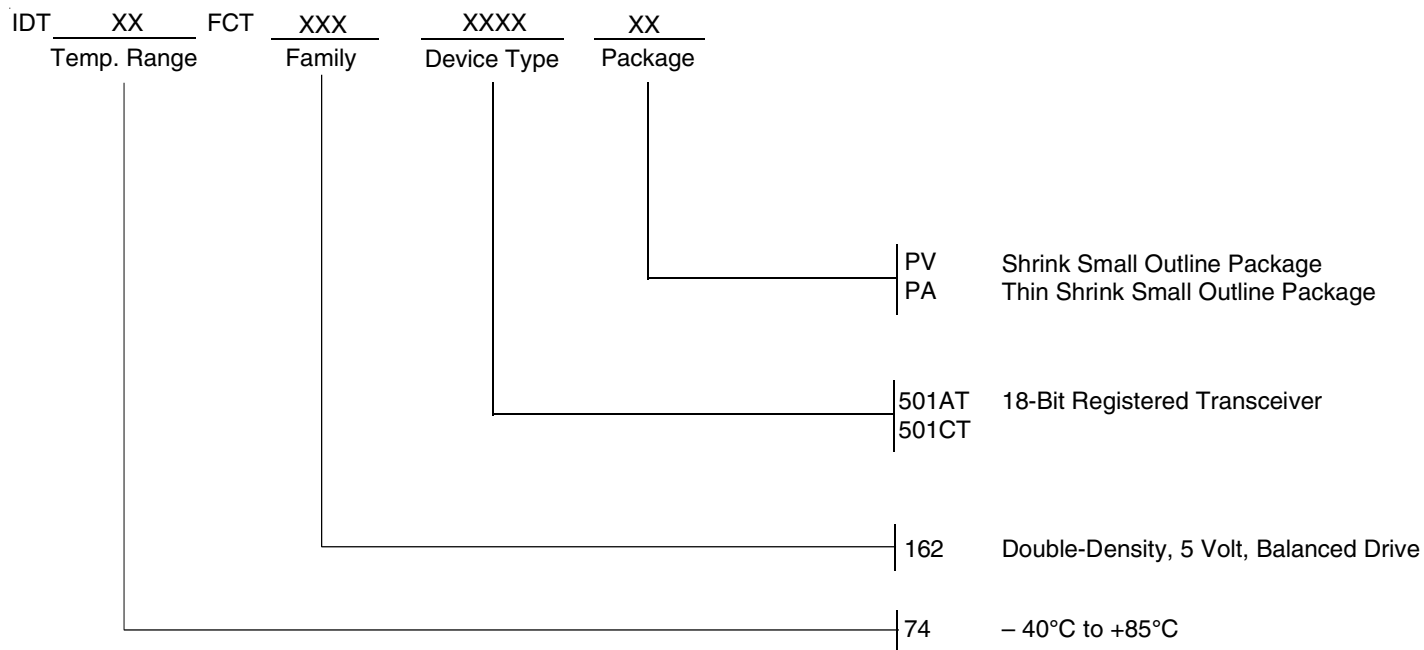 IDT XX FCT XXX XXXX XX
Temp. Range Family Device Type Package
PV Shrink Small Outline Package
PA Thin Shrink Small Outline Package
501AT 18-Bit Registered Transceiver
501CT
162 Double-Density, 5 Volt, Balanced Drive
74 – 40°C to +85°C